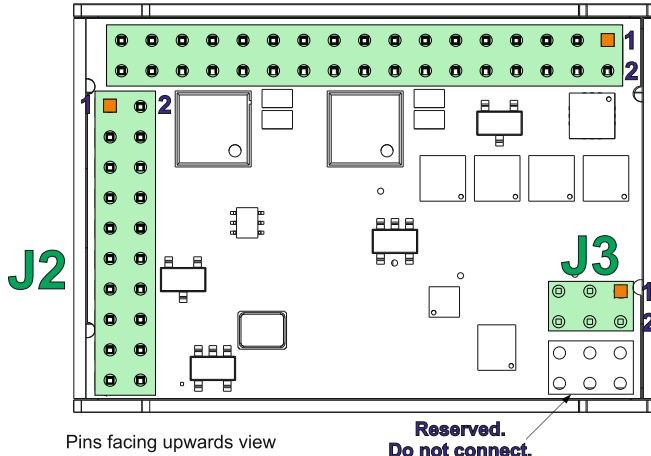 1
2
1 2
J2
J3
1
2
Pins facing upwards view
Reserved.
Do not connect.